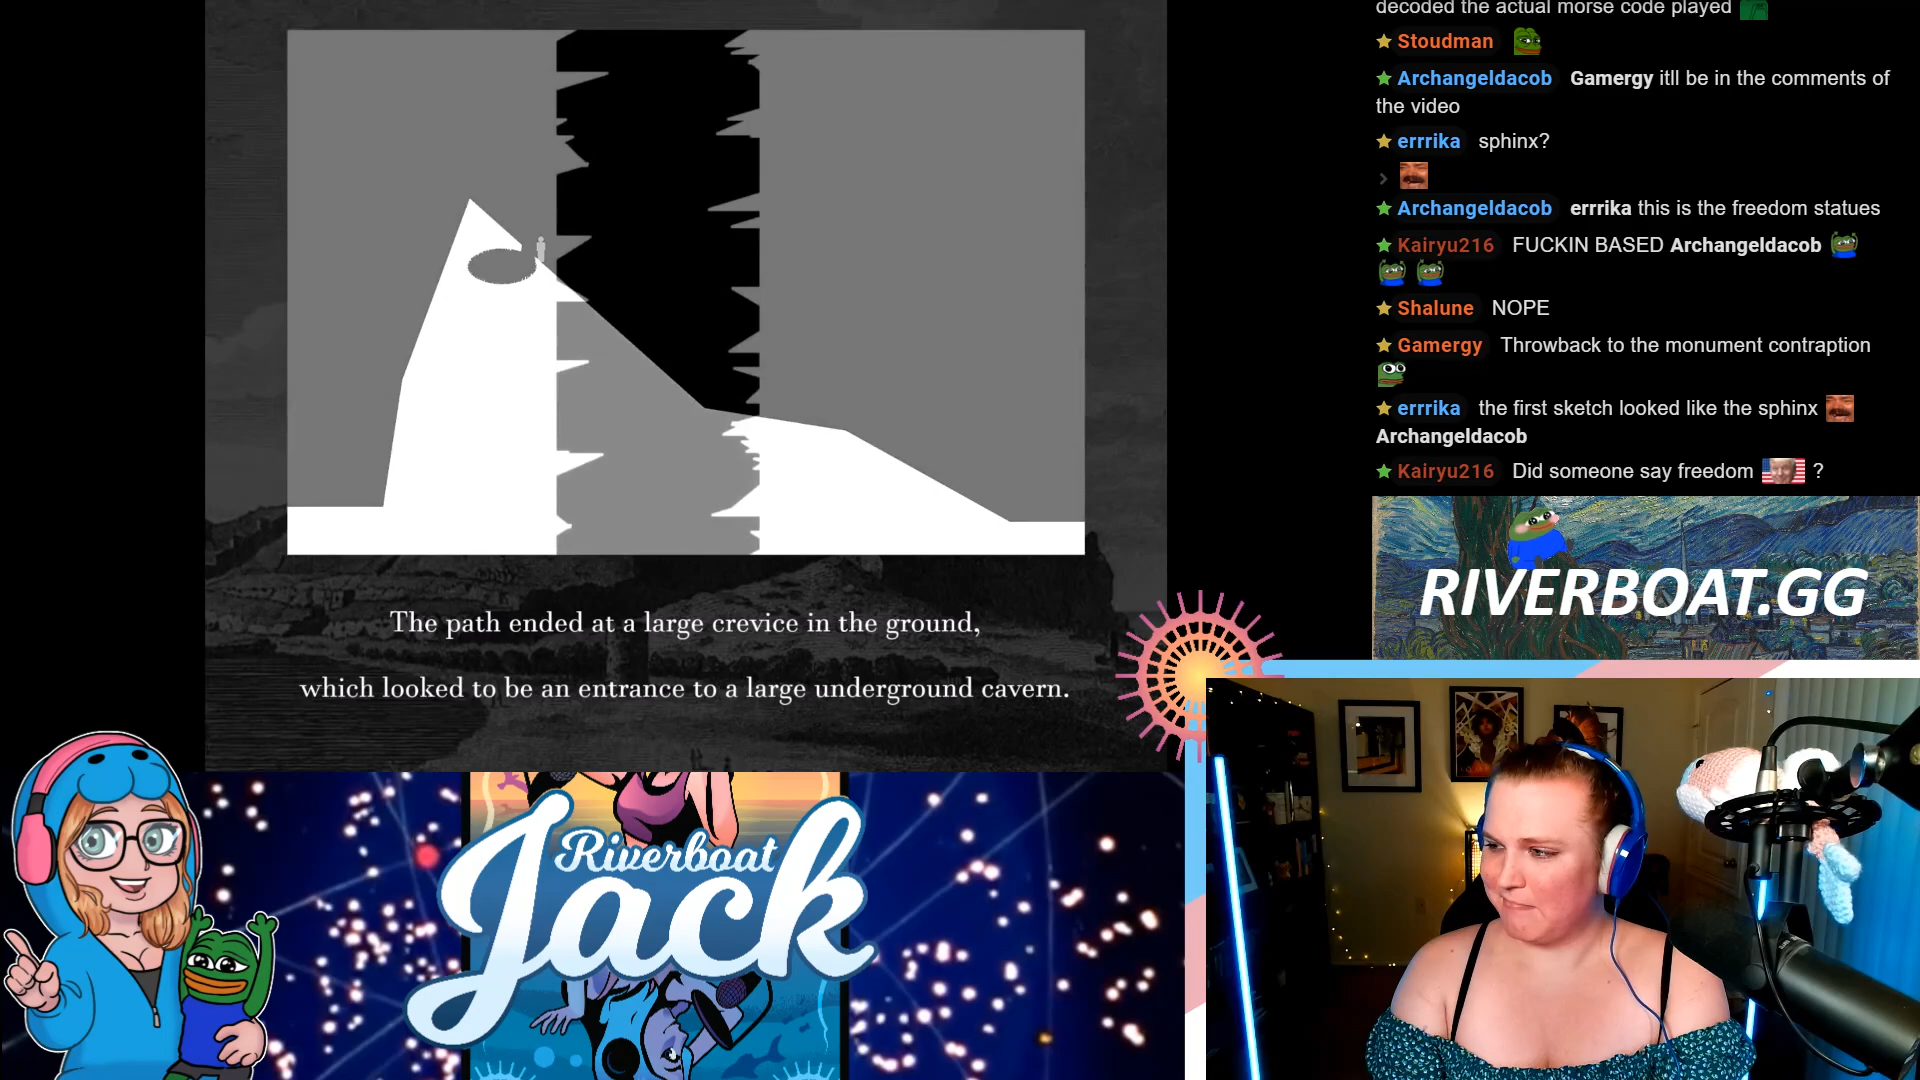 decoded the actual morse code played
Stoudman
Archangeldacob Gamergy itll be in the comments of
the video
errrika sphinx?
Archangeldacob errrika this is the freedom statues
Kairyu216 FUCKIN BASED Archangeldacob
Shalune NOPE
Gamergy Throwback to the monument contraption
errrika the first sketch looked like the sphinx
Archangeldacob
Kairyu216 Did someone say freedom ?
RIVERBOAT.GG
The path ended at a large crevice in the ground,
which looked to be an entrance to a large underground cavern.
Riverboat
Jack